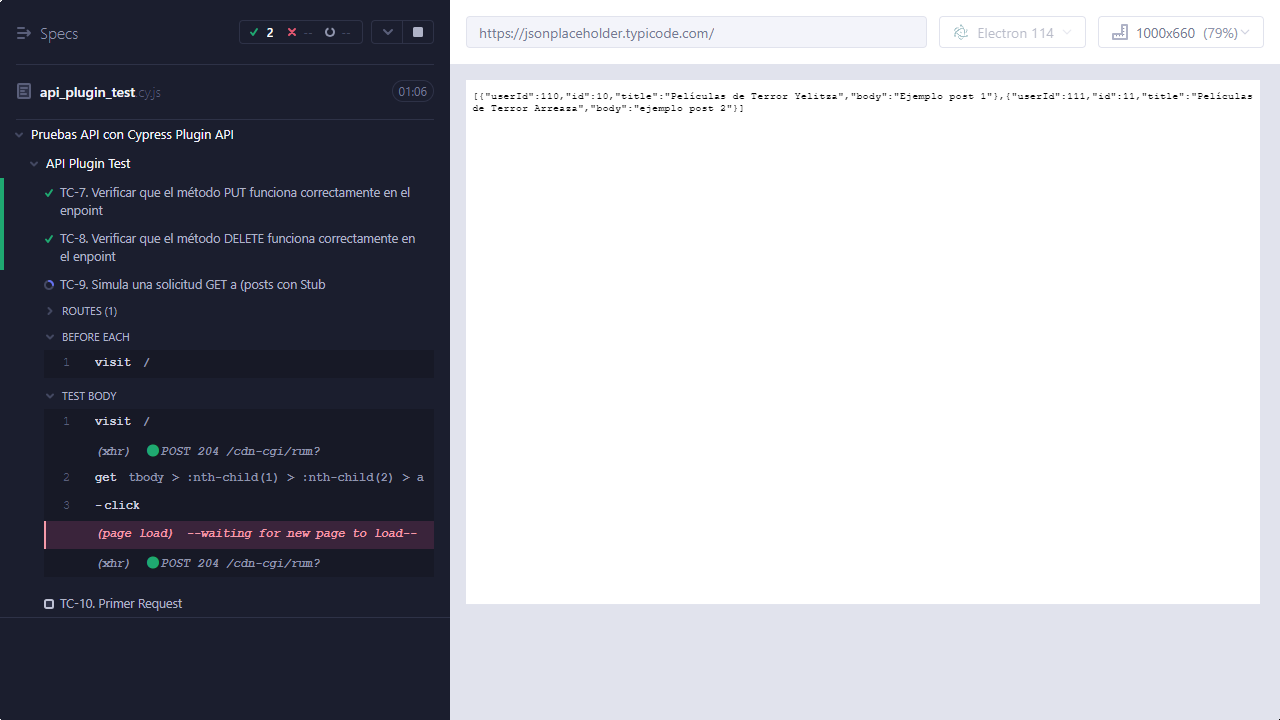 Specs
2
--
--
https://jsonplaceholder.typicode.com/
Electron 114
1000x660 (79%)
api_plugin_test.cy.js
01:06
[{"userId":110,"id":10,"title":"Películas de Terror Yelitza","body":"Ejemplo post 1"},{"userId":111,"id":11,"title":"Películas
de Terror Arreaza","body":"ejemplo post 2"}]
Pruebas API con Cypress Plugin API
API Plugin Test
TC-7. Verificar que el método PUT funciona correctamente en el
enpoint
TC-8. Verificar que el método DELETE funciona correctamente en
el enpoint
TC-9. Simula una solicitud GET a (posts con Stub
ROUTES (1)
BEFORE EACH
1 visit /
TEST BODY
1 visit /
(xhr) POST 204 /cdn-cgi/rum?
2 get tbody > :nth-child(1) > :nth-child(2) > a
3 -click
(page load) --waiting for new page to load--
(xhr) POST 204 /cdn-cgi/rum?
TC-10. Primer Request